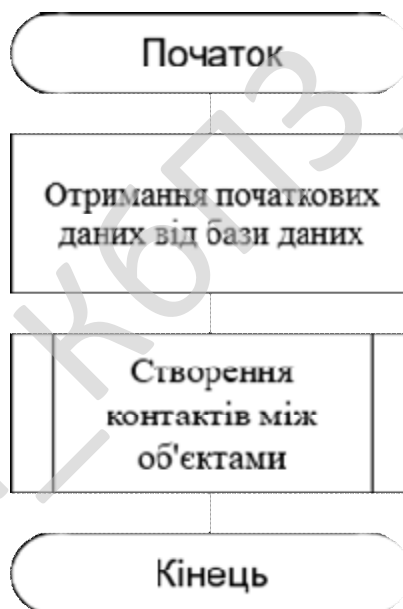 Початок
Отримання початкових
даних від бази даних
Створення
контактів між
об'єктами
Кінець